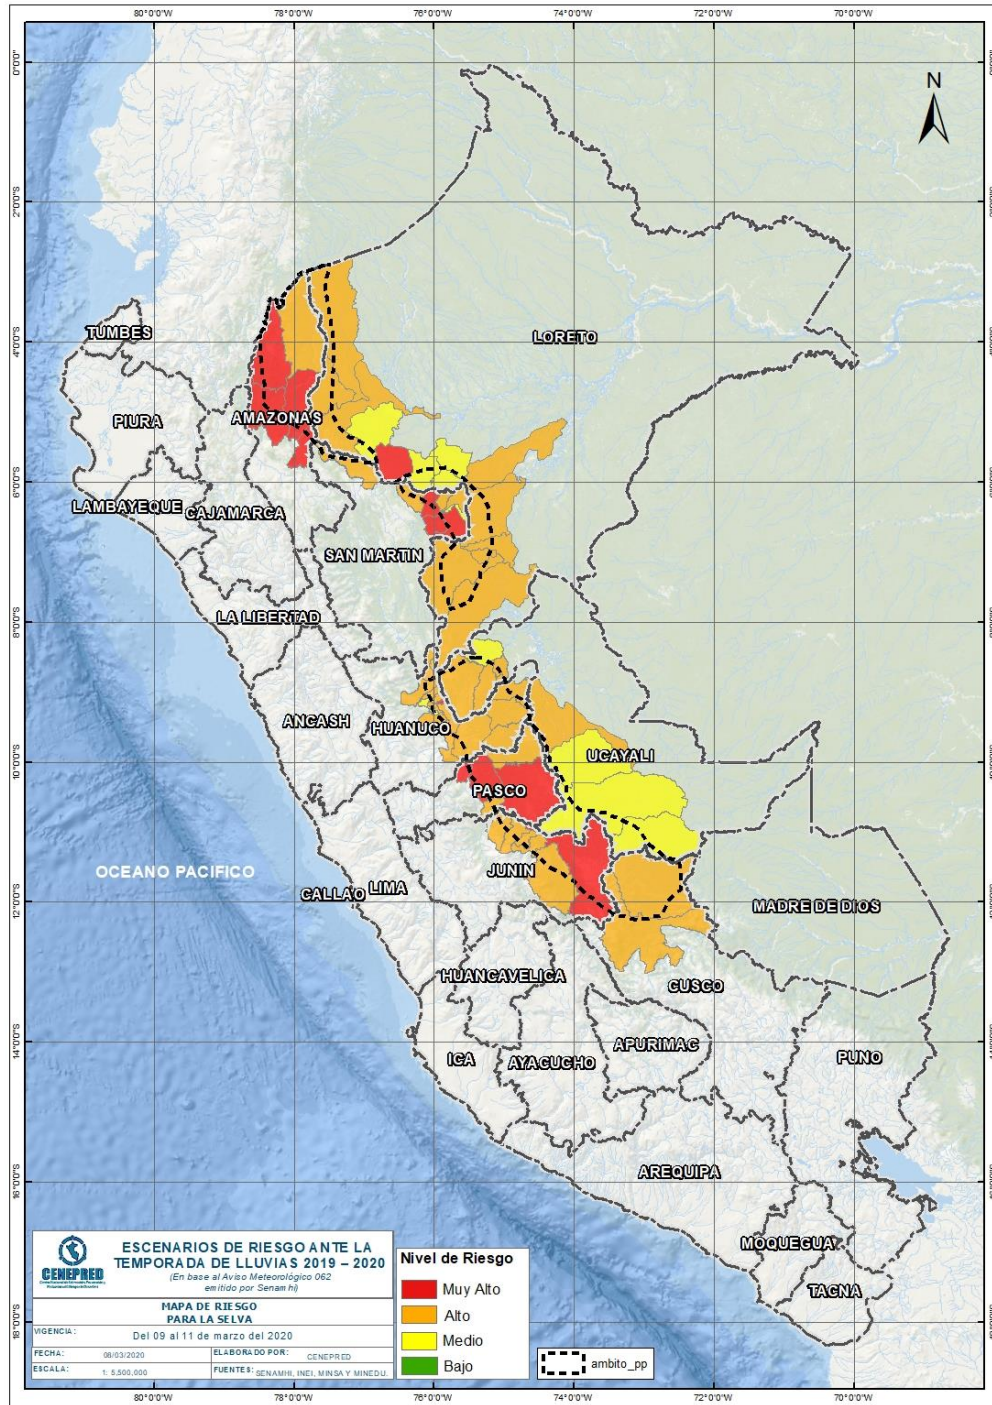 80°0'0"W 78°0'0"W 76°0'0"W 74°0'0"W 72°0'0"W 70°0'0"W
0°0'0"
2°0'0"S
4°0'0"S
6°0'0"S
8°0'0"S
10°0'0"S
12°0'0"S
14°0'0"S
16°0'0"S
18°0'0"S
N
TUMBES
LORETO
PIURA
AMAZONAS
LAMBAYEQUE
CAJAMARCA
SAN MARTIN
LA LIBERTAD
ANCASH
HUANUCO
UCAYALI
PASCO
OCEANO PACIFICO
JUNIN
CALLAO
LIMA
MADRE DE DIOS
HUANCAVELICA
CUSCO
ICA
AYACUCHO
APURIMAC
PUNO
AREQUIPA
MOQUEGUA
TACNA
CENEPRED
ESCENARIOS DE RIESGO ANTE LA
TEMPORADA DE LLUVIAS 2019 – 2020
(En base al Aviso Meteorológico 062
emitido por Senamhi)
MAPA DE RIESGO
PARA LA SELVA
VIGENCIA: Del 09 al 11 de marzo del 2020
FECHA: 08/03/2020 ELABORADO POR: CENEPRED
ESCALA: 1: 5,500,000 FUENTES: SENAMHI, INEI, MINSA Y MINEDU.
Nivel de Riesgo
Muy Alto
Alto
Medio
Bajo
ambito_pp
80°0'0"W 78°0'0"W 76°0'0"W 74°0'0"W 72°0'0"W 70°0'0"W